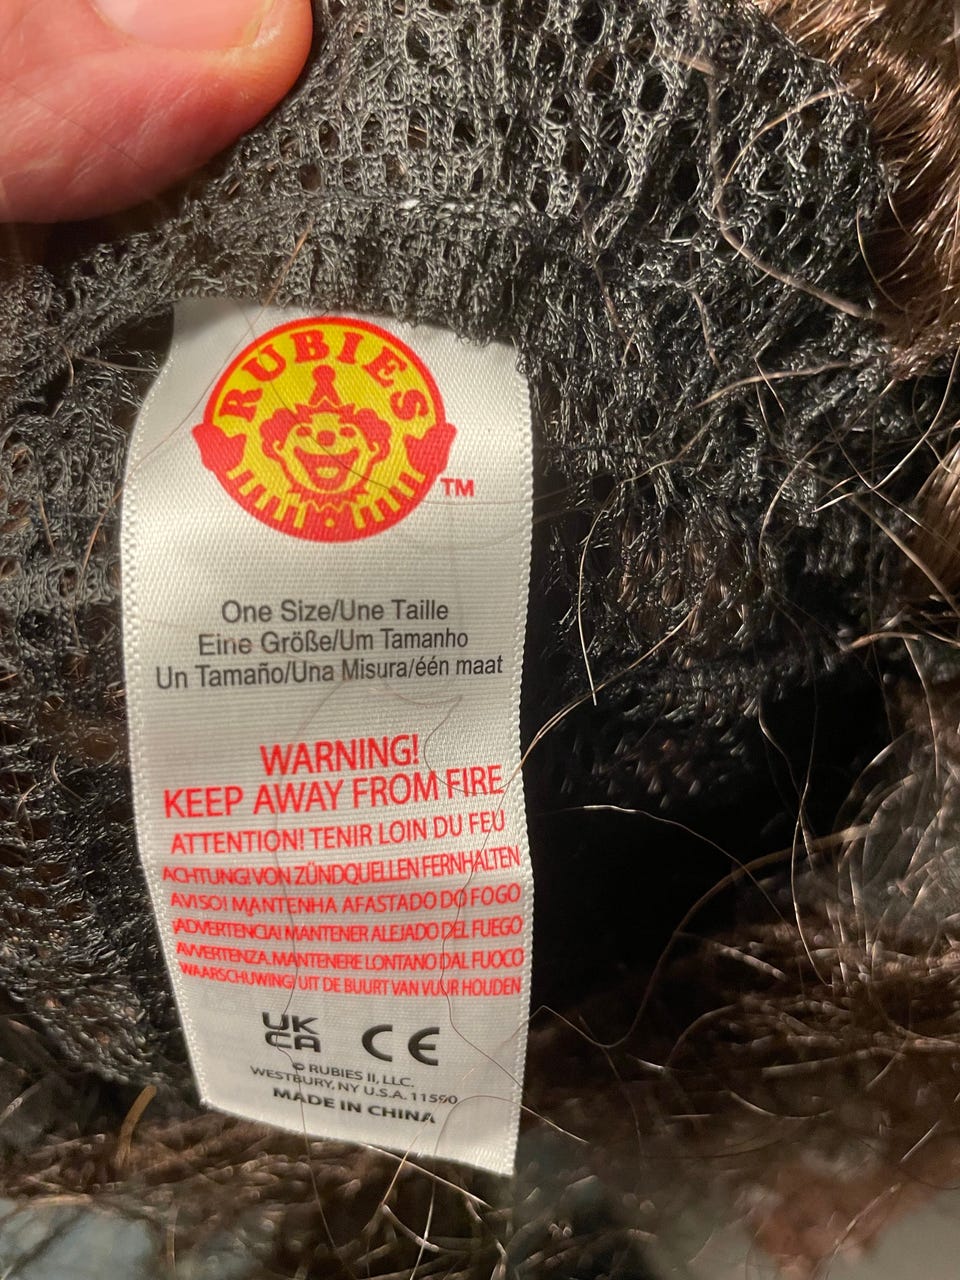 RUBIES
TM
One Size/Une Taille
Eine Größe/Um Tamanho
Un Tamaño/Una Misura/één maat
WARNING!
KEEP AWAY FROM FIRE
ATTENTION! TENIR LOIN DU FEU
ACHTUNG! VON ZÜNDQUELLEN FERNHALTEN
AVISO! MANTENHA AFASTADO DO FOGO
¡ADVERTENCIA! MANTENER ALEJADO DEL FUEGO
AVVERTENZA. MANTENERE LONTANO DAL FUOCO
WAARSCHUWING! UIT DE BUURT VAN VUUR HOUDEN
UK
CA CE
© RUBIES II, LLC.
WESTBURY, NY U.S.A. 11590
MADE IN CHINA